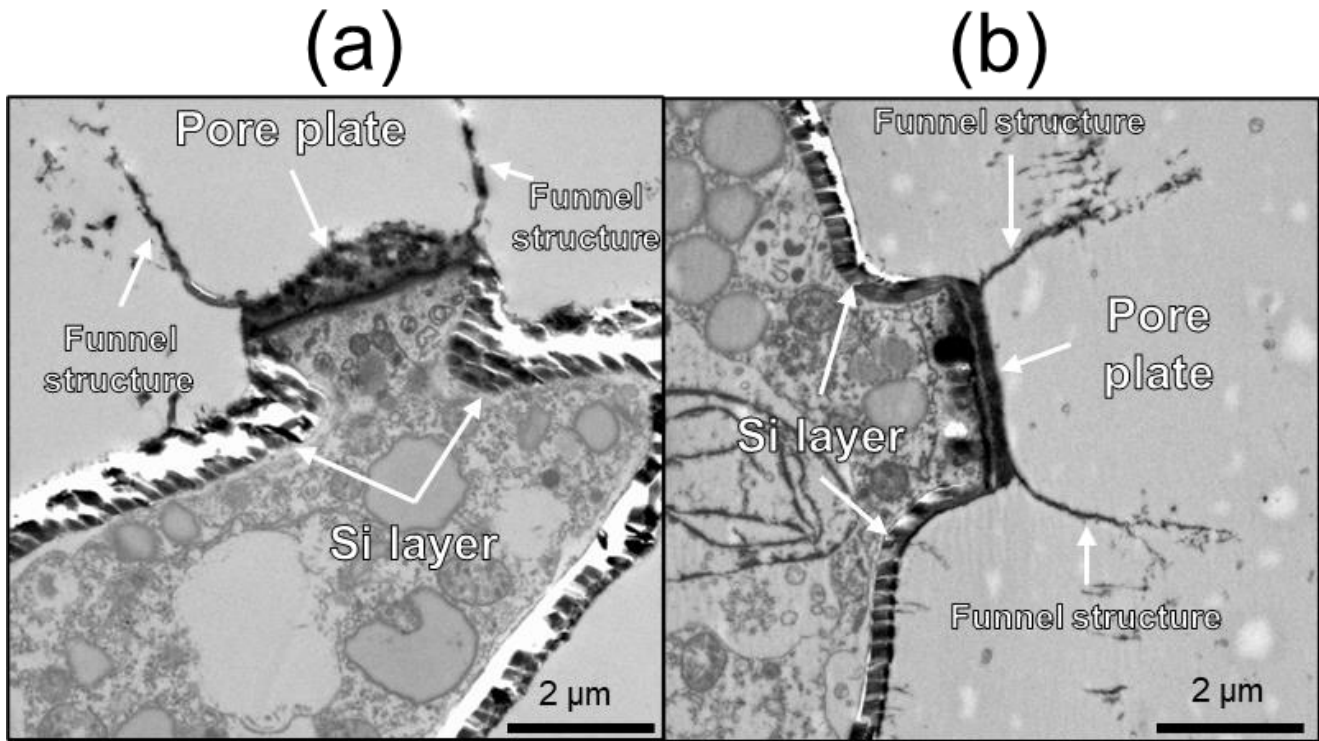 (a)
Pore plate
Funnel
structure
Funnel
structure
Si layer
2 µm
(b)
Funnel structure
Pore
plate
Si layer
Funnel structure
2 µm